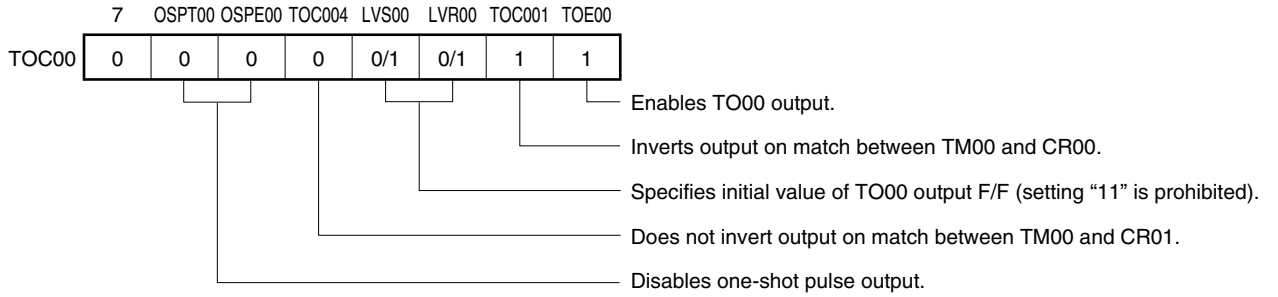 7 OSPT00 OSPE00 TOC004 LVS00 LVR00 TOC001 TOE00
TOC00 0 0 0 0 0/1 0/1 1 1
Enables TO00 output.
Inverts output on match between TM00 and CR00.
Specifies initial value of TO00 output F/F (setting “11” is prohibited).
Does not invert output on match between TM00 and CR01.
Disables one-shot pulse output.